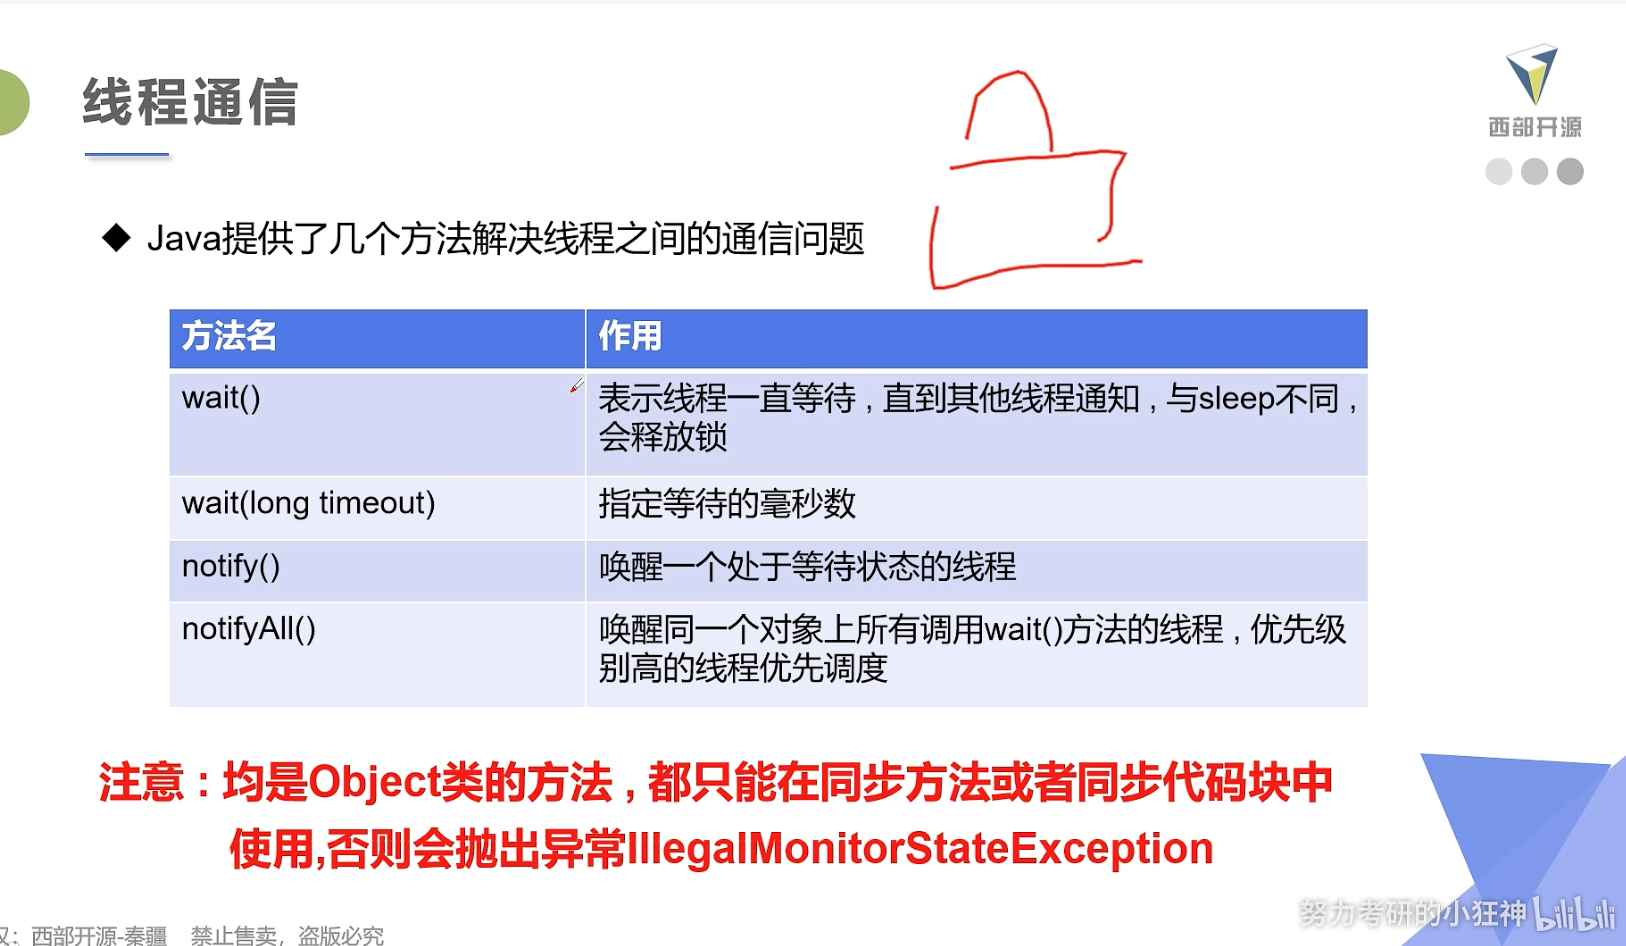 线程通信
西部开源
Java提供了几个方法解决线程之间的通信问题
方法名 作用
wait() 表示线程一直等待，直到其他线程通知，与sleep不同，
会释放锁
wait(long timeout) 指定等待的毫秒数
notify() 唤醒一个处于等待状态的线程
notifyAll() 唤醒同一个对象上所有调用wait()方法的线程，优先级
别高的线程优先调度
注意：均是Object类的方法，都只能在同步方法或者同步代码块中
使用,否则会抛出异常IllegalMonitorStateException
努力考研的小狂神 bilibili
西部开源-秦疆 禁止售卖，盗版必究